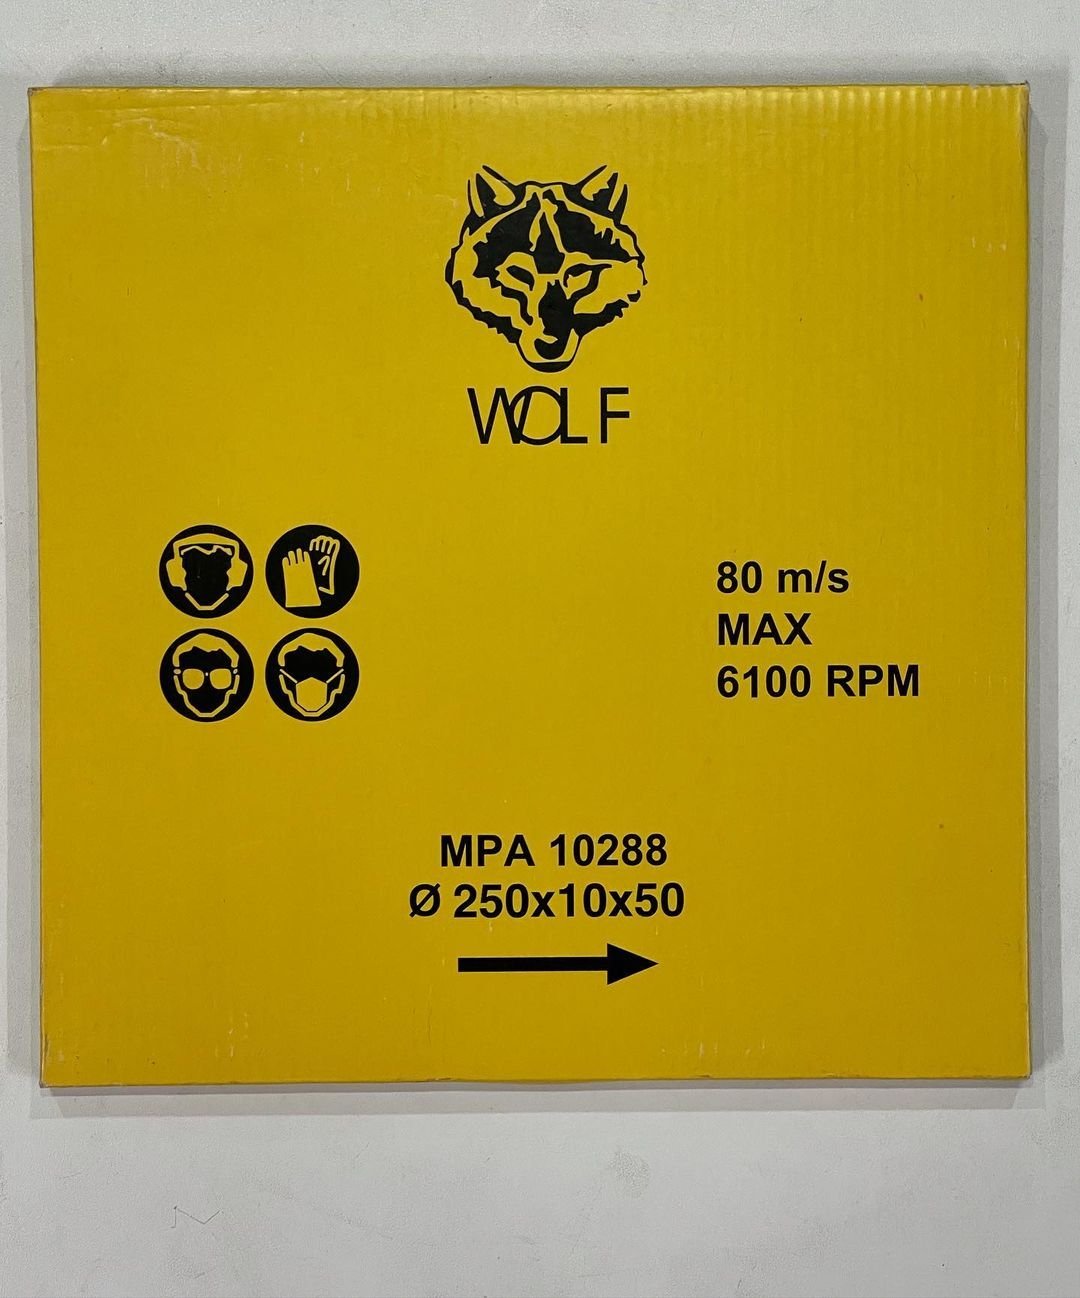 WOLF
80 m/s
MAX
6100 RPM
MPA 10288
Ø 250x10x50